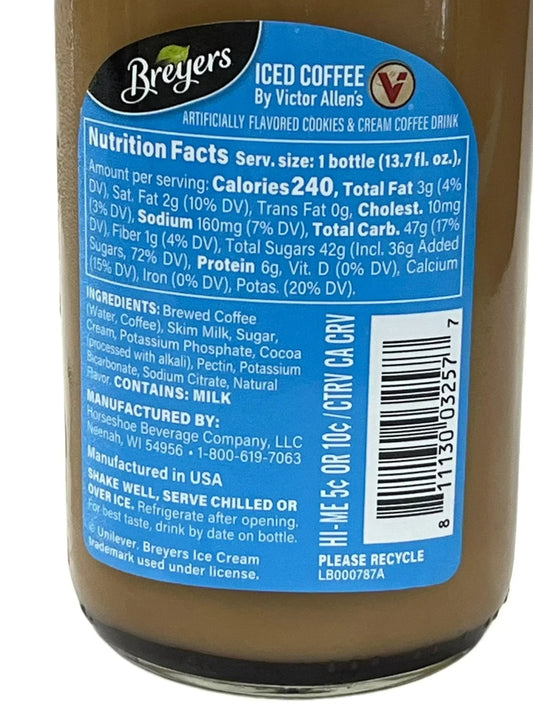 Breyers
ICED COFFEE
By Victor Allen's
V
ARTIFICIALLY FLAVORED COOKIES & CREAM COFFEE DRINK
Nutrition Facts Serv. size: 1 bottle (13.7 fl. oz.),
Amount per serving: Calories 240, Total Fat 3g (4%
DV), Sat. Fat 2g (10% DV), Trans Fat 0g, Cholest. 10mg
(3% DV), Sodium 160mg (7% DV), Total Carb. 47g (17%
DV), Fiber 1g (4% DV), Total Sugars 42g (Incl. 36g Added
Sugars, 72% DV), Protein 6g, Vit. D (0% DV), Calcium
(15% DV), Iron (0% DV), Potas. (20% DV).
INGREDIENTS: Brewed Coffee
(Water, Coffee), Skim Milk, Sugar,
Cream, Potassium Phosphate, Cocoa
(processed with alkali), Pectin, Potassium
Bicarbonate, Sodium Citrate, Natural
Flavor. CONTAINS: MILK
MANUFACTURED BY:
Horseshoe Beverage Company, LLC
Neenah, WI 54956 • 1-800-619-7063
Manufactured in USA
SHAKE WELL, SERVE CHILLED OR
OVER ICE. Refrigerate after opening.
For best taste, drink by date on bottle.
© Unilever, Breyers Ice Cream
trademark used under license.
HI-ME 5¢ OR 10¢/CTRV CA CRV
8 11130 03257 7
PLEASE RECYCLE
LB000787A